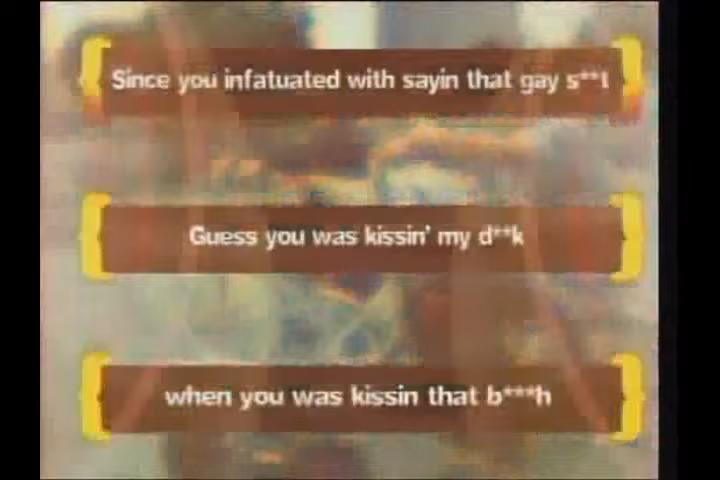 Since you infatuated with sayin that gay s**t
Guess you was kissin' my d**k
when you was kissin that b***h